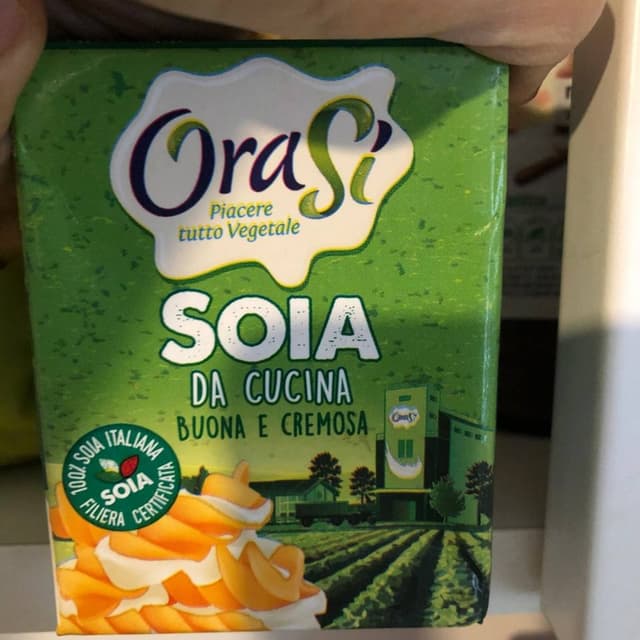 OraSì
Piacere
tutto Vegetale
SOIA
DA CUCINA
BUONA E CREMOSA
OraSì
100% SOIA ITALIANA
SOIA
FILIERA CERTIFICATA